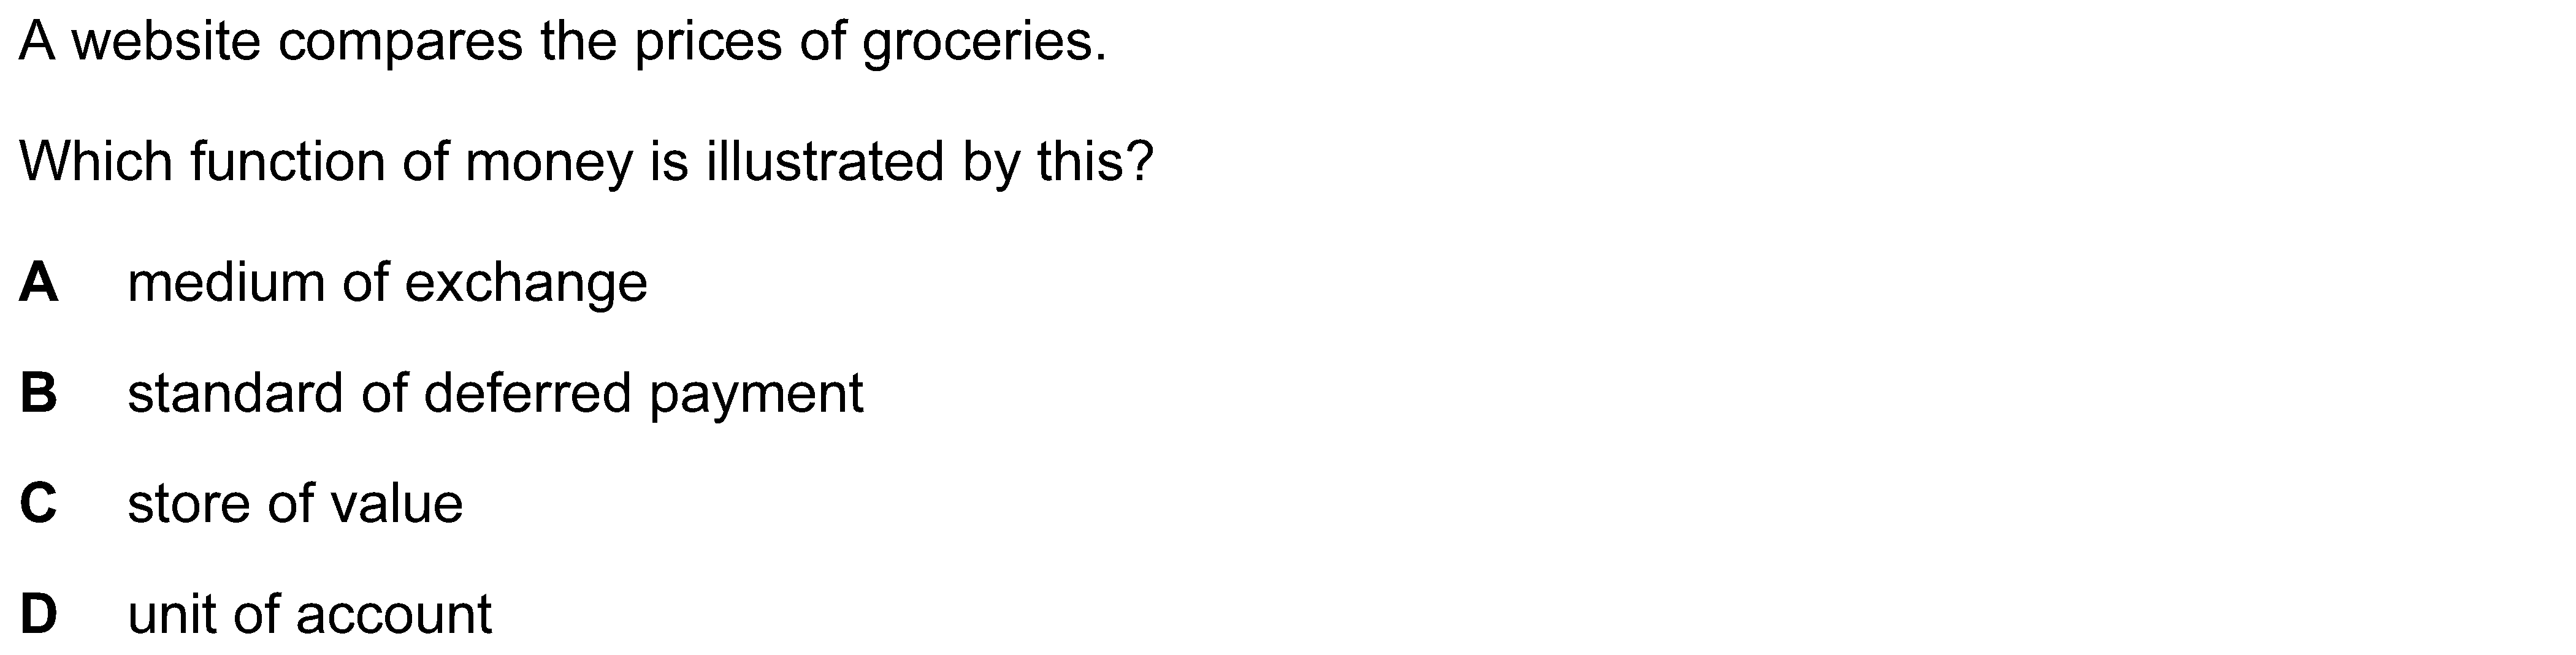 A website compares the prices of groceries.
Which function of money is illustrated by this?
A medium of exchange
B standard of deferred payment
C store of value
D unit of account